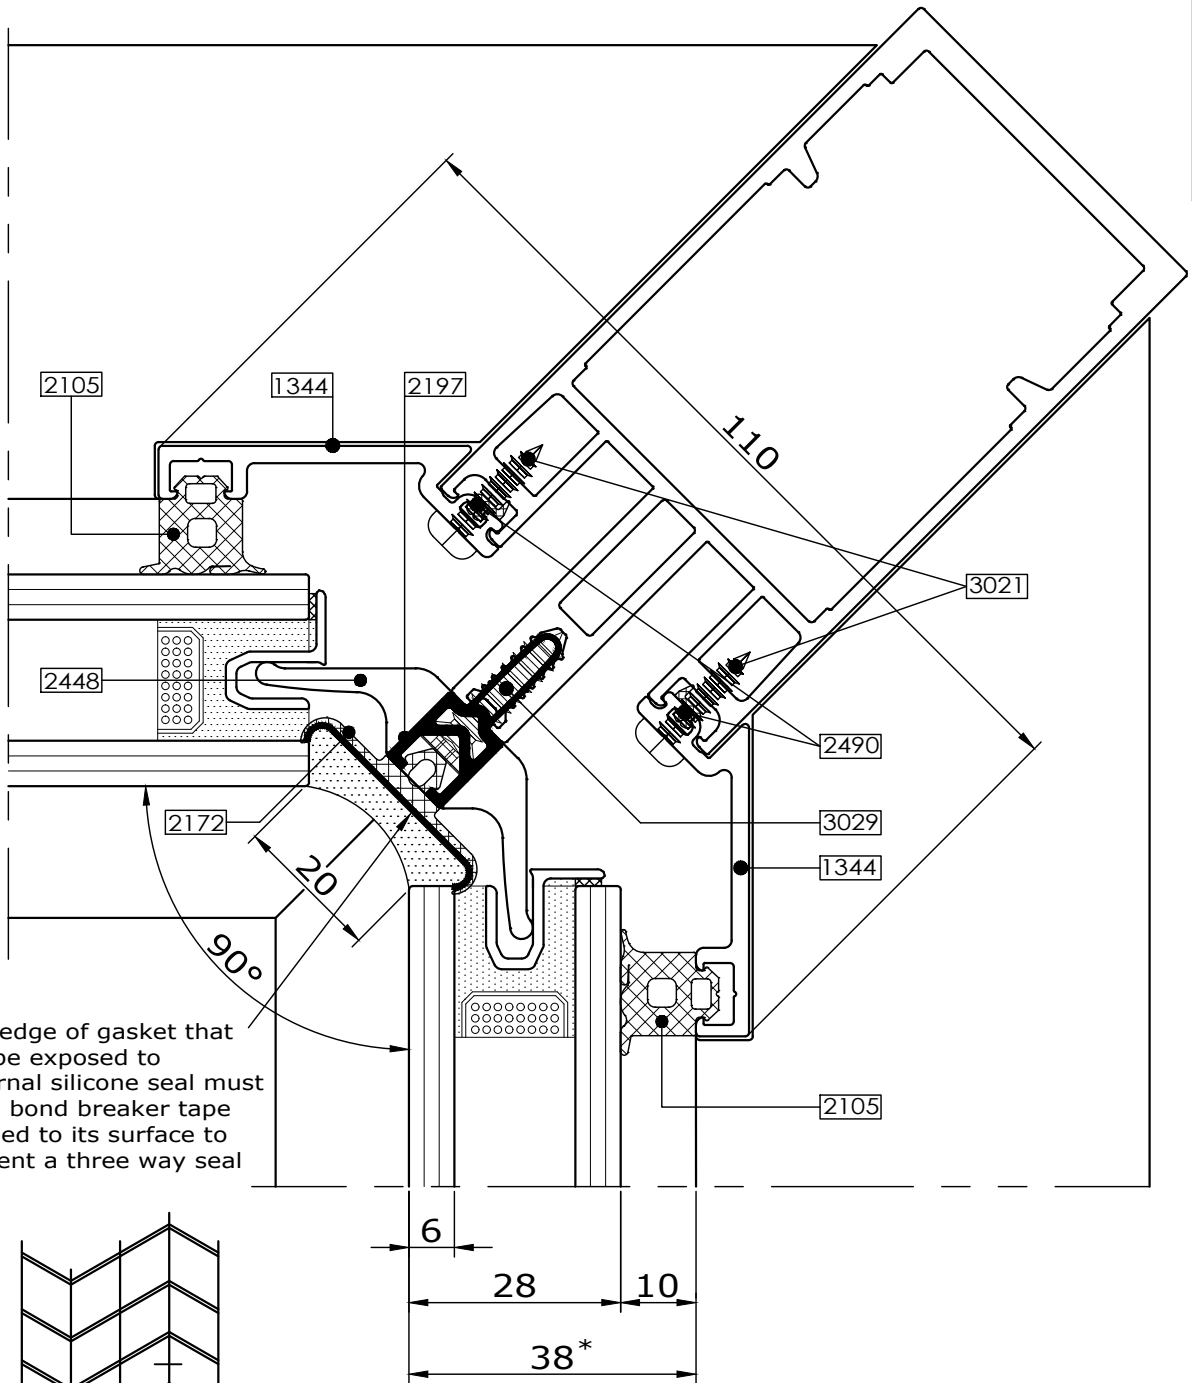 2105
1344
2197
110
3021
2448
2490
2172
3029
20
1344
90°
edge of gasket that
be exposed to
rnal silicone seal must
bond breaker tape
ed to its surface to
ent a three way seal
2105
6
28
10
38*